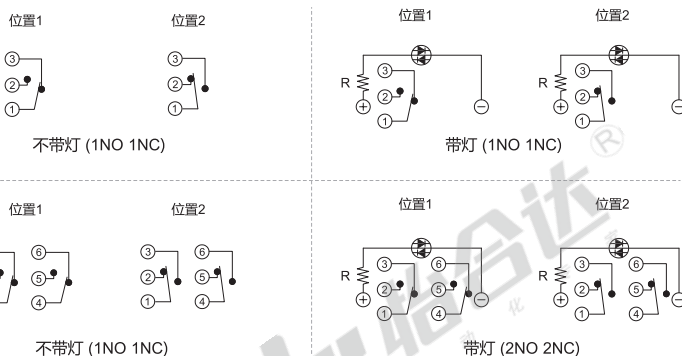 位置1 位置2 位置1 位置2
3 3 3 3
R 2 R 2
2 2
1 1 + 1 − + 1 −
不带灯 (1NO 1NC) 带灯 (1NO 1NC)
®
位置1 位置2 位置1 位置2
6 3 6 3 6 3 6
5 2 5 R 2 5 R 2 5
4 1 4 + 1 4 − + 1 4 −
不带灯 (1NO 1NC) 带灯 (2NO 2NC)
怡合达